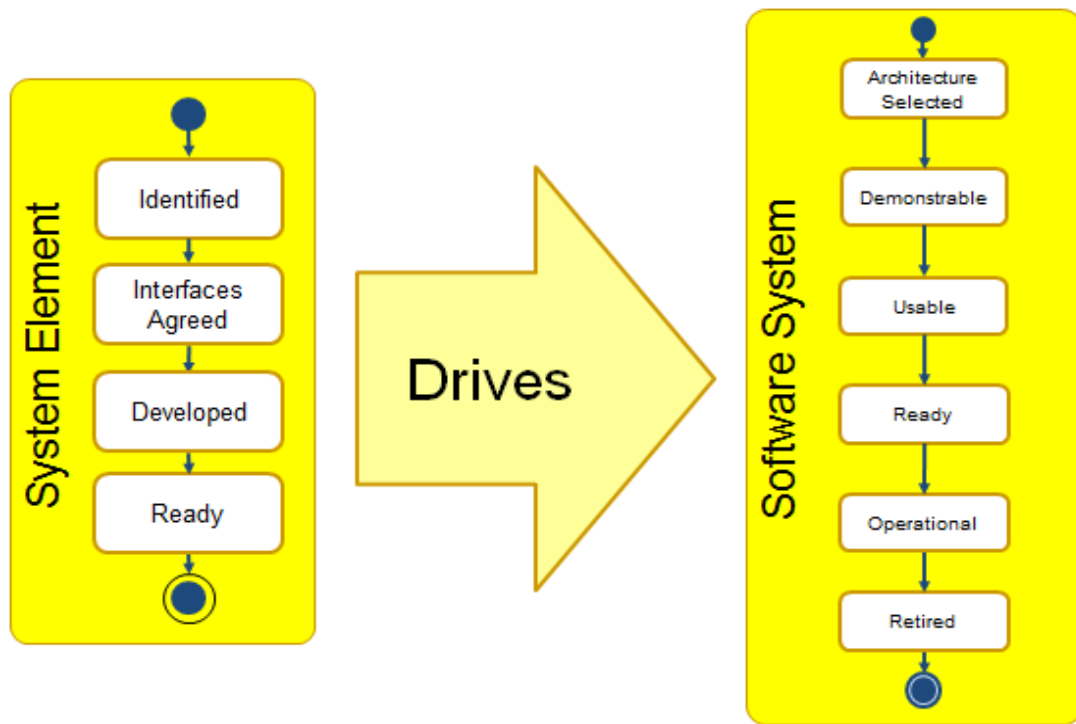 System Element
Identified
Interfaces
Agreed
Developed
Ready
Drives
Software System
Architecture
Selected
Demonstrable
Usable
Ready
Operational
Retired